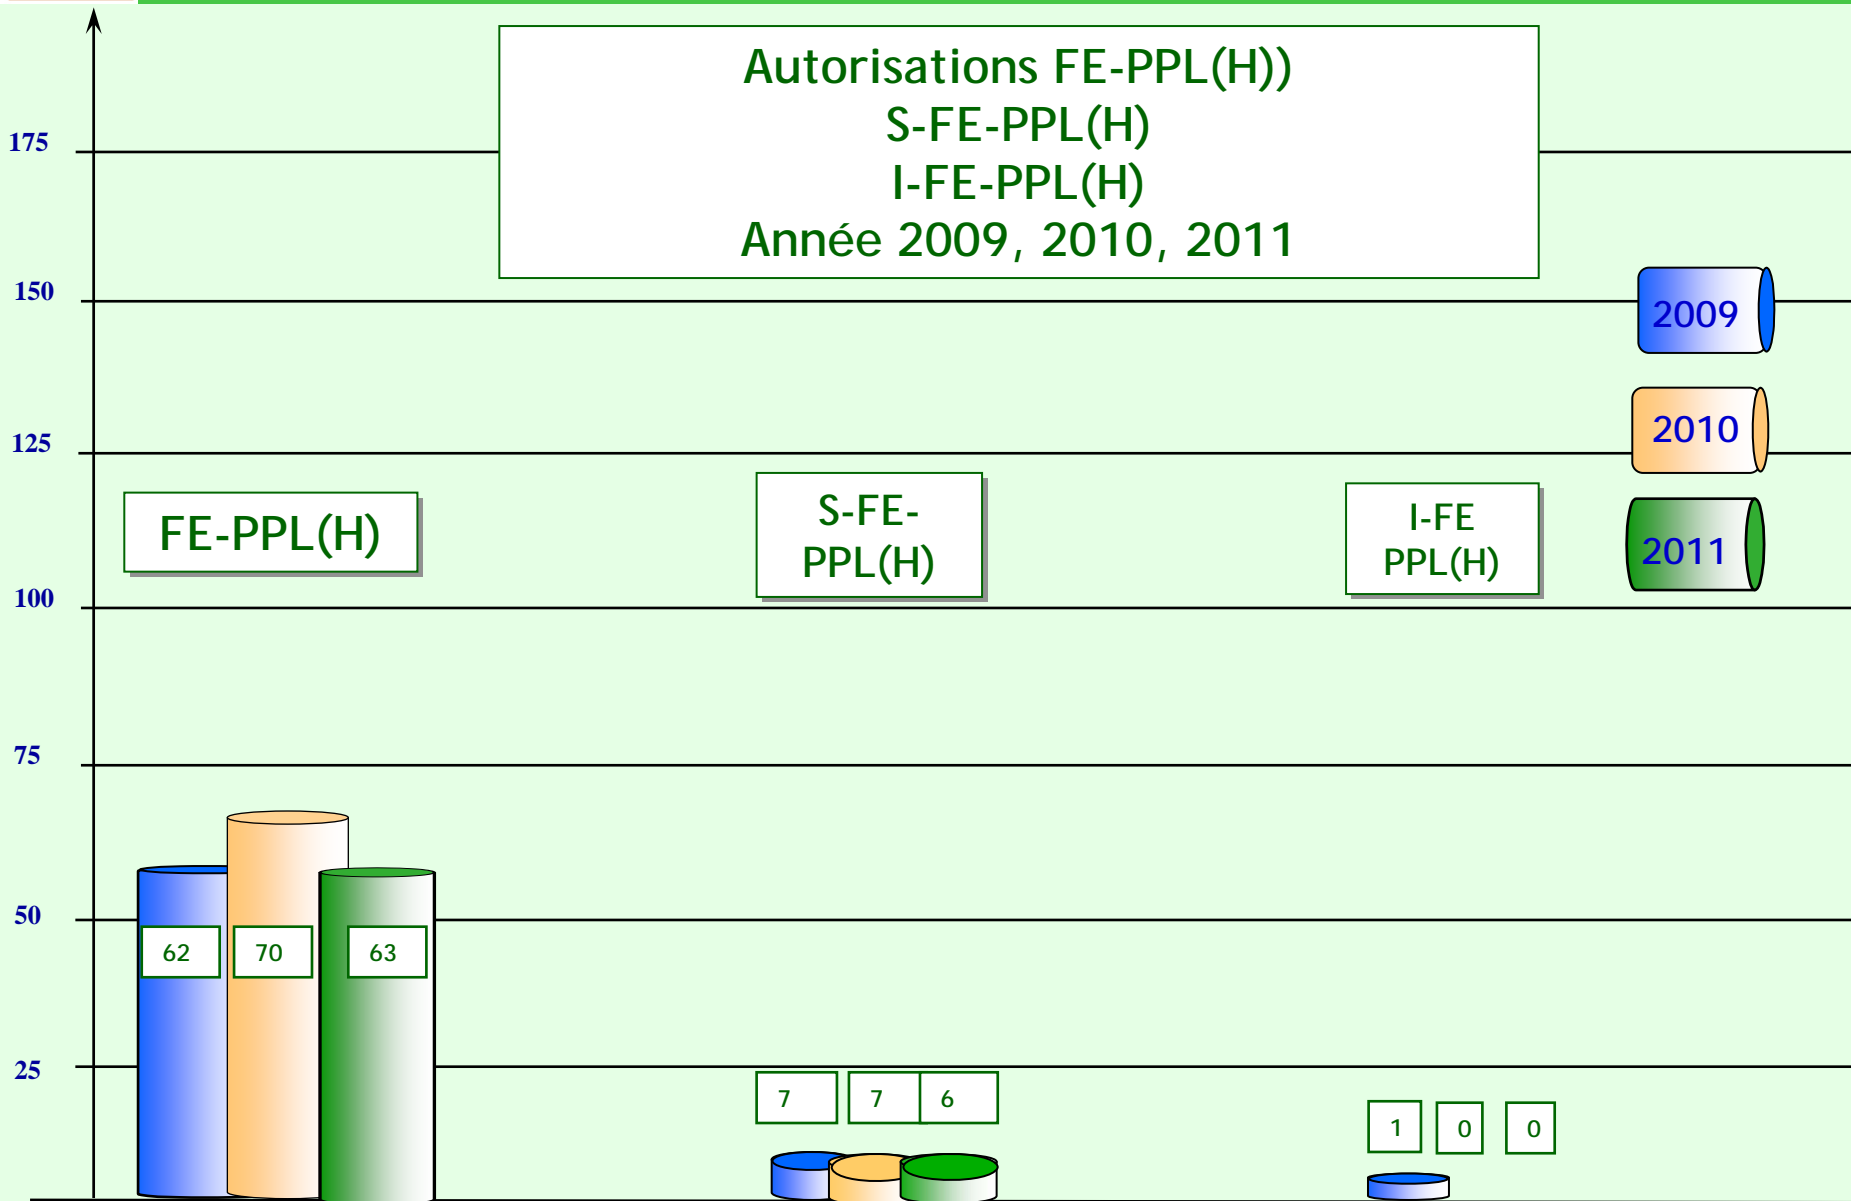 Autorisations FE-PPL(H))
S-FE-PPL(H)
I-FE-PPL(H)
Année 2009, 2010, 2011
175
150
125
100
75
50
25
2009
2010
2011
FE-PPL(H)
S-FE-
PPL(H)
I-FE
PPL(H)
62
70
63
7
7
6
1
0
0